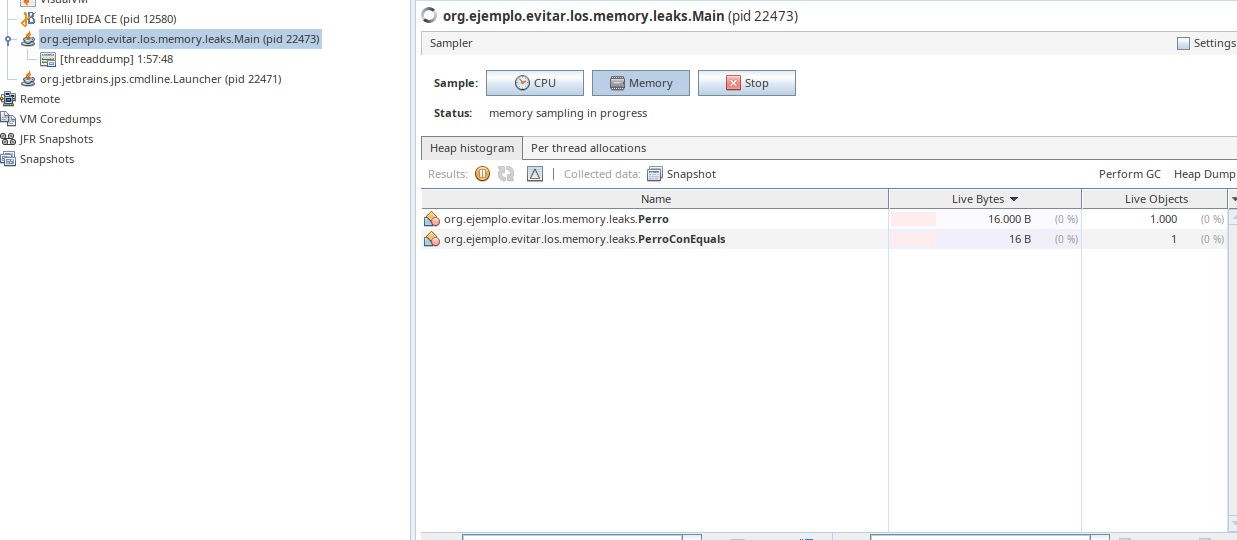 VisualVM
IntelliJ IDEA CE (pid 12580)
org.ejemplo.evitar.los.memory.leaks.Main (pid 22473)
[threaddump] 1:57:48
org.jetbrains.jps.cmdline.Launcher (pid 22471)
Remote
VM Coredumps
JFR Snapshots
Snapshots
org.ejemplo.evitar.los.memory.leaks.Main (pid 22473)
Sampler Settings
Sample: CPU Memory Stop
Status: memory sampling in progress
Heap histogram Per thread allocations
Results: Collected data: Snapshot Perform GC Heap Dump
Name Live Bytes Live Objects
org.ejemplo.evitar.los.memory.leaks.Perro 16.000 B (0 %) 1.000 (0 %)
org.ejemplo.evitar.los.memory.leaks.PerroConEquals 16 B (0 %) 1 (0 %)